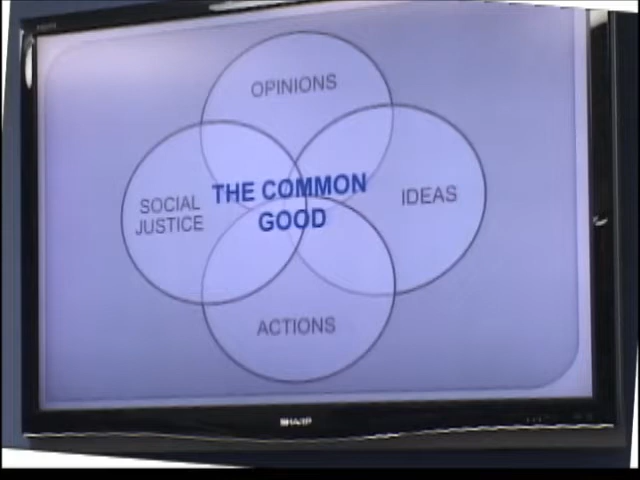 OPINIONS
THE COMMON
GOOD
IDEAS
SOCIAL
JUSTICE
ACTIONS
SHARP